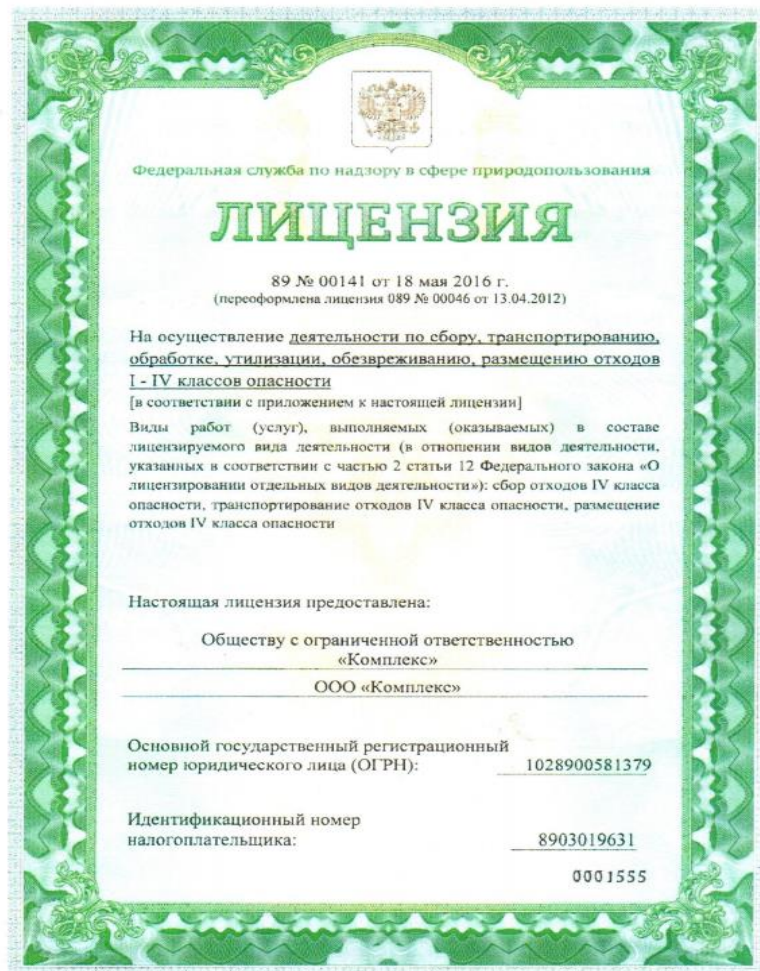 Федеральная служба по надзору в сфере природопользования
ЛИЦЕНЗИЯ
89 № 00141 от 18 мая 2016 г.
(переоформлена лицензия 089 № 00046 от 13.04.2012)
На осуществление деятельности по сбору, транспортированию,
обработке, утилизации, обезвреживанию, размещению отходов
I - IV классов опасности
[в соответствии с приложением к настоящей лицензии]
Виды работ (услуг), выполняемых (оказываемых) в составе
лицензируемого вида деятельности (в отношении видов деятельности,
указанных в соответствии с частью 2 статьи 12 Федерального закона «О
лицензировании отдельных видов деятельности»): сбор отходов IV класса
опасности, транспортирование отходов IV класса опасности, размещение
отходов IV класса опасности
Настоящая лицензия предоставлена:
Обществу с ограниченной ответственностью
«Комплекс»
ООО «Комплекс»
Основной государственный регистрационный
номер юридического лица (ОГРН): 1028900581379
Идентификационный номер
налогоплательщика: 8903019631
0001555